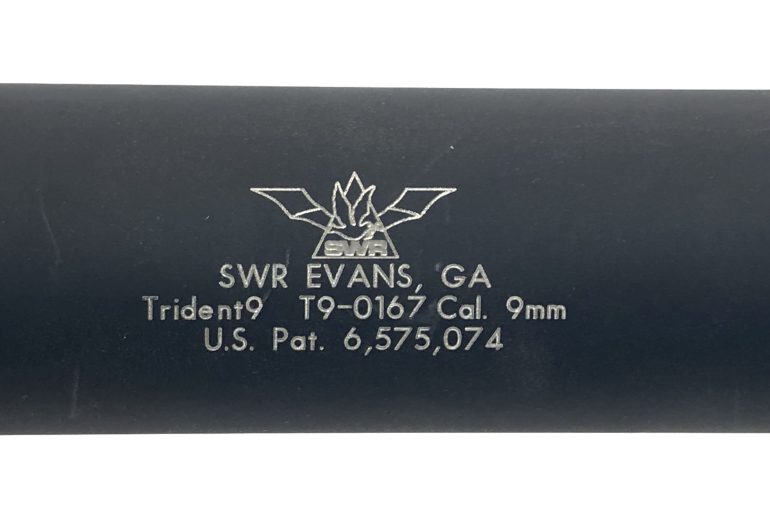 SWR
SWR EVANS, GA
Trident9 T9-0167 Cal. 9mm
U.S. Pat. 6,575,074